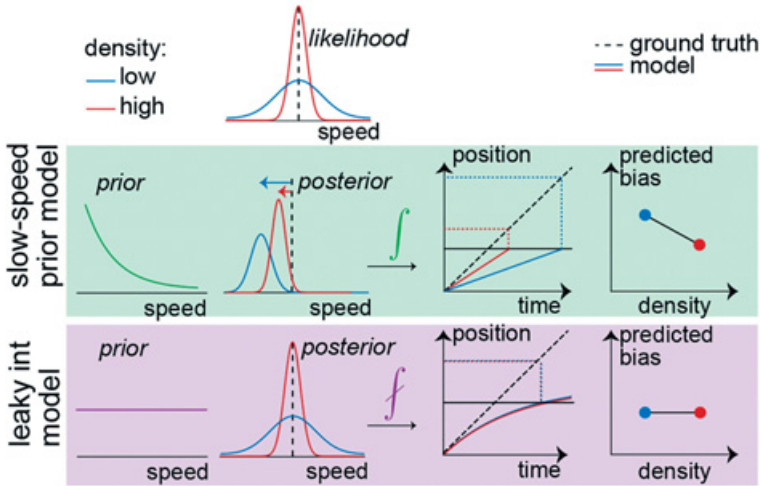 density:
low
high
likelihood
speed
ground truth
model
slow-speed
prior model
prior
speed
posterior
speed
∫
position
time
predicted
bias
density
leaky int
model
prior
speed
posterior
speed
∫
position
time
predicted
bias
density